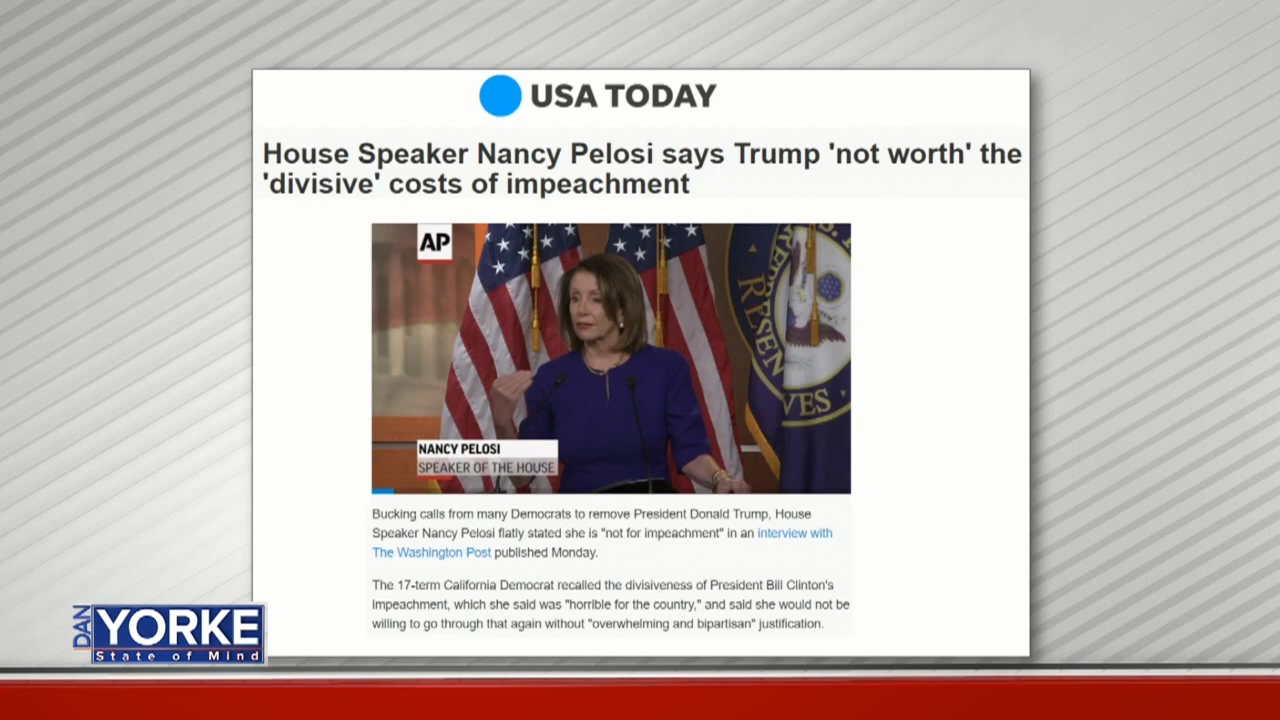 USA TODAY
House Speaker Nancy Pelosi says Trump 'not worth' the
'divisive' costs of impeachment
AP
RESEN
VES
NANCY PELOSI
SPEAKER OF THE HOUSE
Bucking calls from many Democrats to remove President Donald Trump, House
Speaker Nancy Pelosi flatly stated she is "not for impeachment" in an interview with
The Washington Post published Monday.
The 17-term California Democrat recalled the divisiveness of President Bill Clinton's
impeachment, which she said was "horrible for the country," and said she would not be
willing to go through that again without "overwhelming and bipartisan" justification.
DAN
YORKE
State of Mind